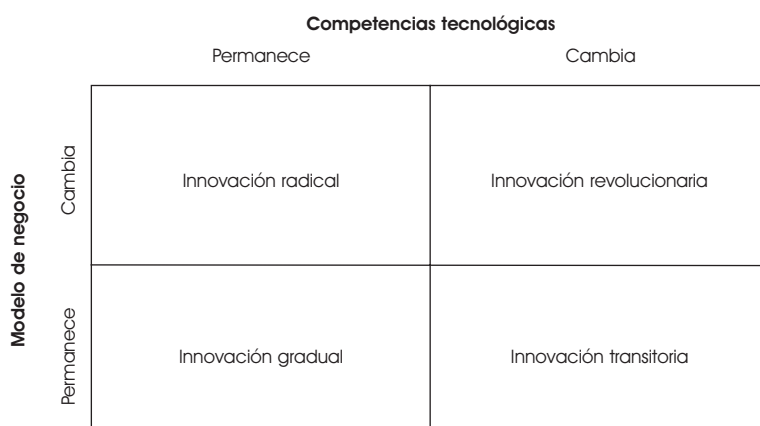 Competencias tecnológicas
Permanece Cambia
Modelo de negocio
Cambia
Innovación radical Innovación revolucionaria
Permanece
Innovación gradual Innovación transitoria